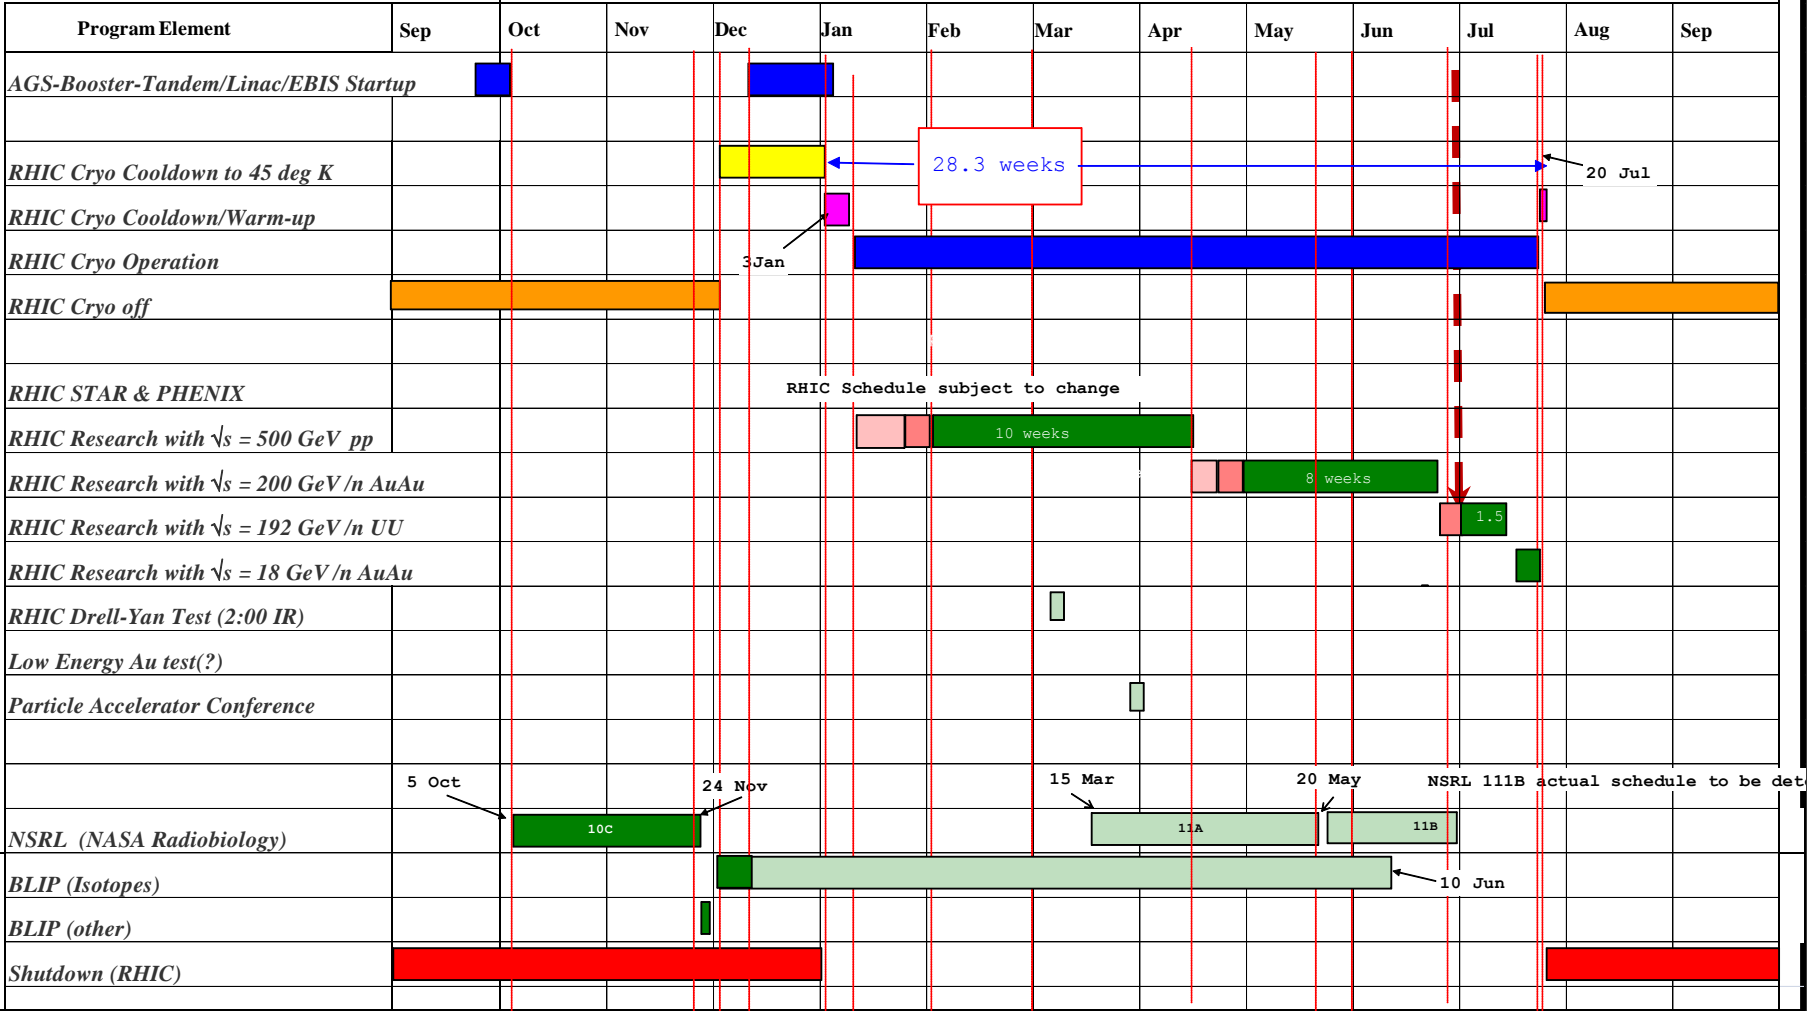 Program Element Sep Oct Nov Dec Jan Feb Mar Apr May Jun Jul Aug Sep
AGS-Booster-Tandem/Linac/EBIS Startup
RHIC Cryo Cooldown to 45 deg K
28.3 weeks
20 Jul
RHIC Cryo Cooldown/Warm-up
3Jan
RHIC Cryo Operation
RHIC Cryo off
RHIC STAR & PHENIX
RHIC Schedule subject to change
RHIC Research with √s = 500 GeV pp
10 weeks
RHIC Research with √s = 200 GeV/n AuAu
8 weeks
RHIC Research with √s = 192 GeV/n UU
1.5
RHIC Research with √s = 18 GeV/n AuAu
RHIC Drell-Yan Test (2:00 IR)
Low Energy Au test(?)
Particle Accelerator Conference
5 Oct
24 Nov
15 Mar
20 May
NSRL 111B actual schedule to be det
NSRL (NASA Radiobiology)
10C
11A
11B
BLIP (Isotopes)
10 Jun
BLIP (other)
Shutdown (RHIC)